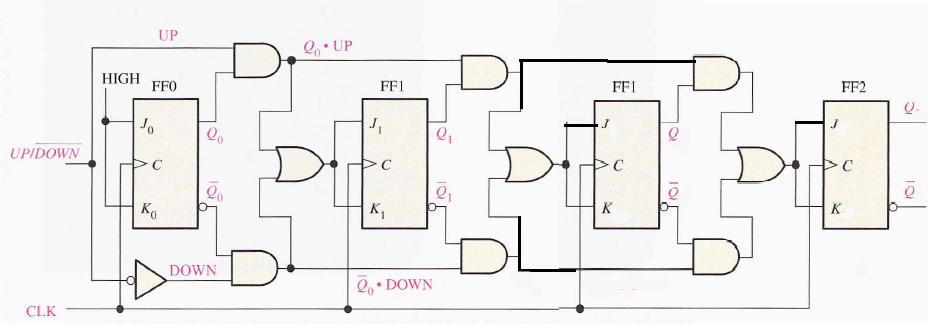 UP
Q0 • UP
HIGH
FF0
FF1
FF1
FF2
J0
Q0
J1
Q1
J
Q
J
Q
UP/D̅O̅W̅N̅
C
C
C
C
Q̅0
Q̅1
Q̅
Q̅
K0
K1
K
K
DOWN
Q̅0 • DOWN
CLK